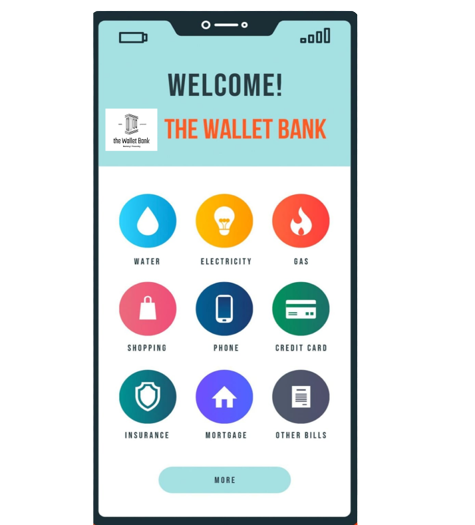 WELCOME!
the Wallet Bank
THE WALLET BANK
WATER
ELECTRICITY
GAS
SHOPPING
PHONE
CREDIT CARD
INSURANCE
MORTGAGE
OTHER BILLS
MORE